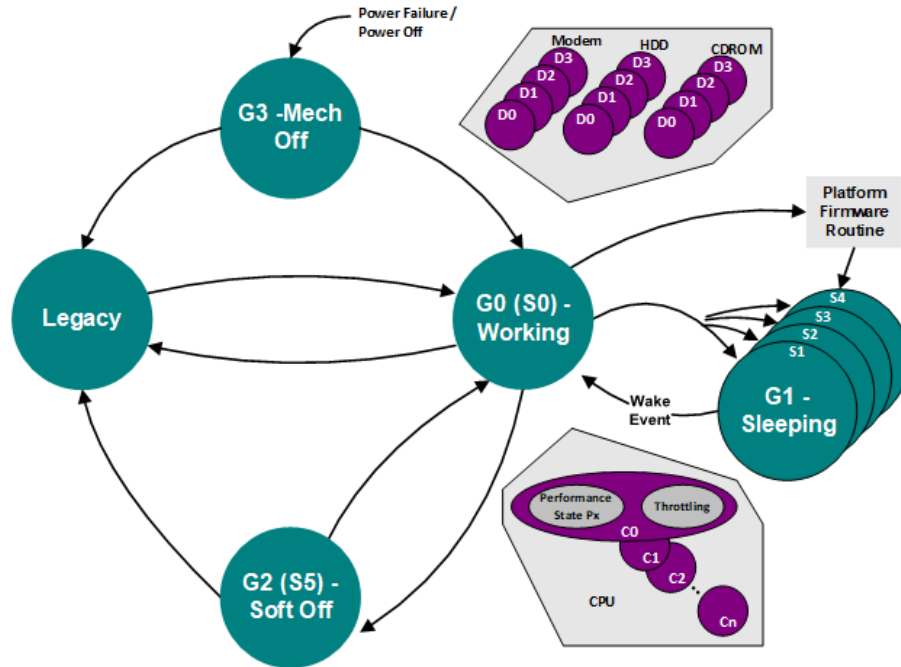 Power Failure /
Power Off
G3 -Mech
Off
Modem
HDD
CDROM
D3
D2
D1
D0
D3
D2
D1
D0
D3
D2
D1
D0
Platform
Firmware
Routine
Legacy
G0 (S0) -
Working
S4
S3
S2
S1
G1 -
Sleeping
Wake
Event
Performance
State Px
Throttling
C0
C1
C2
Cn
CPU
G2 (S5) -
Soft Off